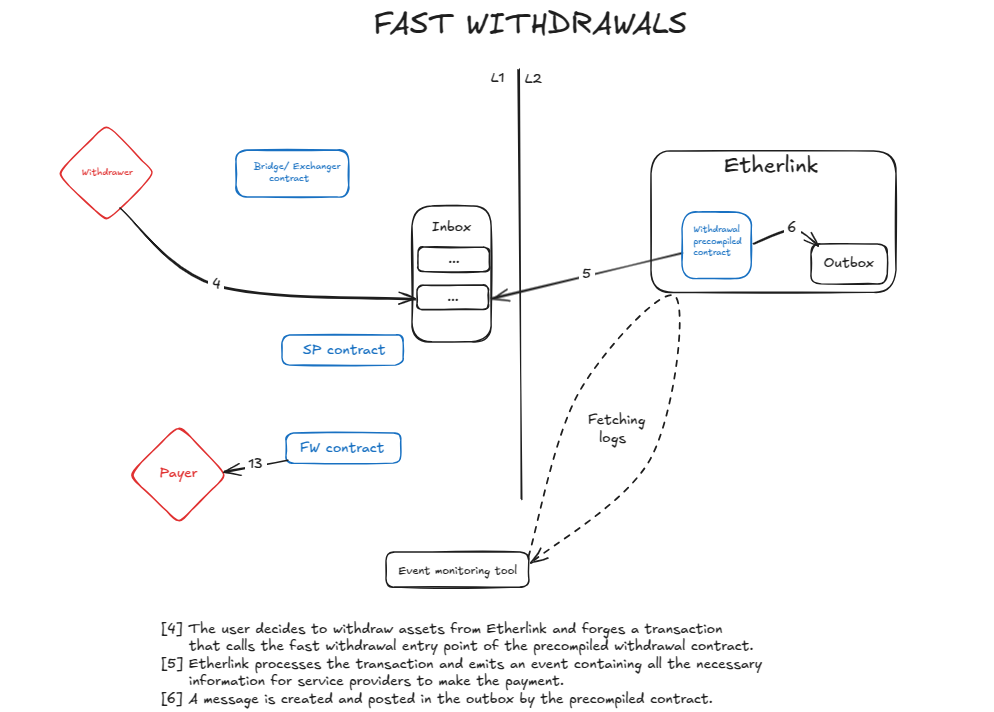 FAST WITHDRAWALS
L1
L2
Withdrawer
Bridge/ Exchanger
contract
Inbox
...
...
Etherlink
Withdrawal
precompiled
contract
6
Outbox
5
4
SP contract
Fetching
logs
FW contract
13
Payer
Event monitoring tool
[4] The user decides to withdraw assets from Etherlink and forges a transaction
that calls the fast withdrawal entry point of the precompiled withdrawal contract.
[5] Etherlink processes the transaction and emits an event containing all the necessary
information for service providers to make the payment.
[6] A message is created and posted in the outbox by the precompiled contract.